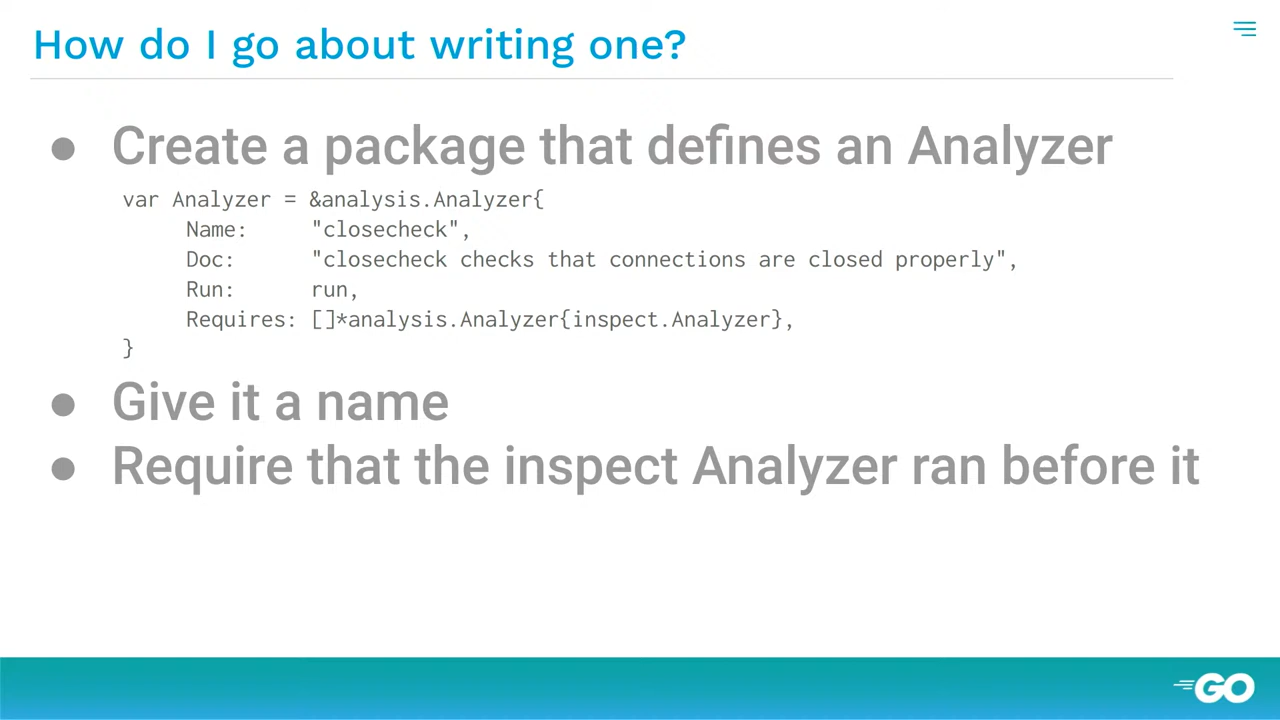 How do I go about writing one?
● Create a package that defines an Analyzer
var Analyzer = &analysis.Analyzer{
Name: "closecheck",
Doc: "closecheck checks that connections are closed properly",
Run: run,
Requires: []*analysis.Analyzer{inspect.Analyzer},
}
● Give it a name
● Require that the inspect Analyzer ran before it
GO